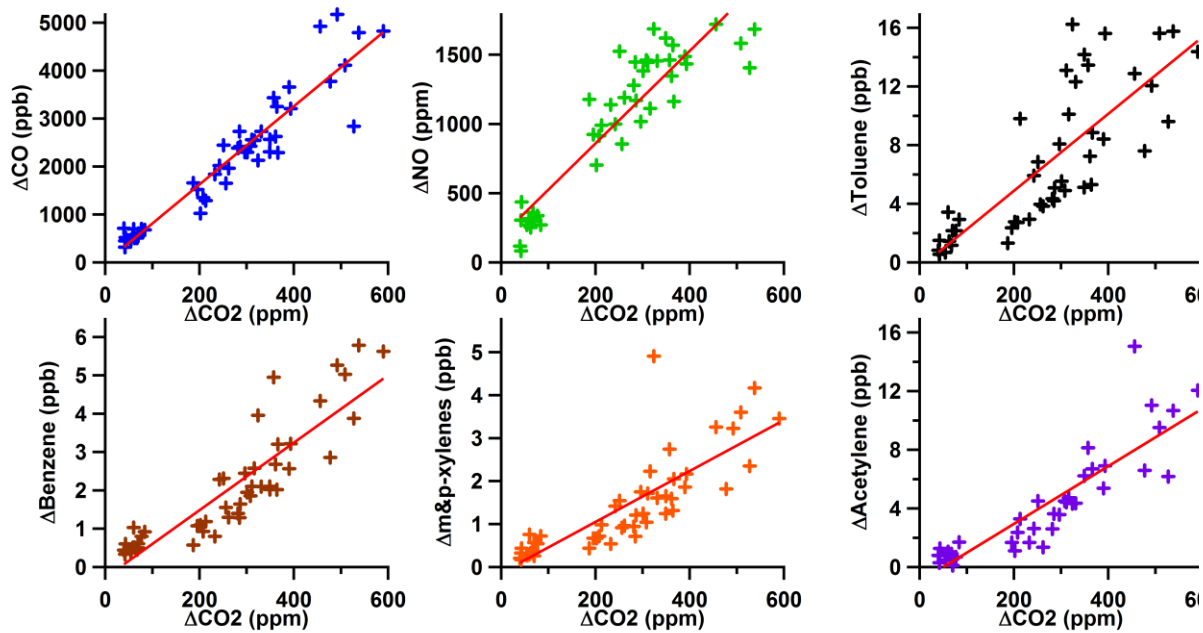 ΔCO (ppb)
5000
4000
3000
2000
1000
0
0 200 400 600
ΔCO2 (ppm)
ΔNO (ppm)
1500
1000
500
0
0 200 400 600
ΔCO2 (ppm)
ΔToluene (ppb)
16
12
8
4
0
0 200 400 60
ΔCO2 (ppm)
ΔBenzene (ppb)
6
5
4
3
2
1
0
0 200 400 600
ΔCO2 (ppm)
Δm&p-xylenes (ppb)
5
4
3
2
1
0
0 200 400 600
ΔCO2 (ppm)
ΔAcetylene (ppb)
16
12
8
4
0
0 200 400 60
ΔCO2 (ppm)